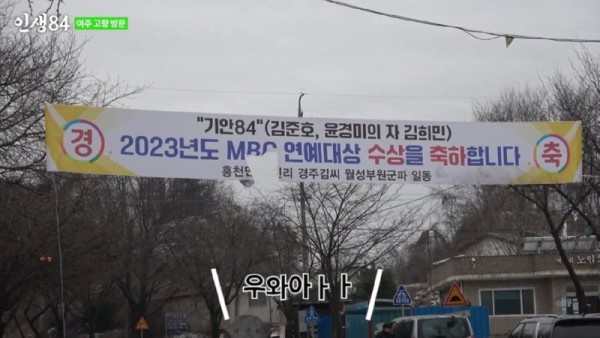 인생84 여주 고향 방문
"기안84"(김준호, 윤경미의 자 김희민)
경 2023년도 MBC 연예대상 수상을 축하합니다 축
흥천면 리 경주김씨 월성부원군파 일동
우와아ㅏㅏ